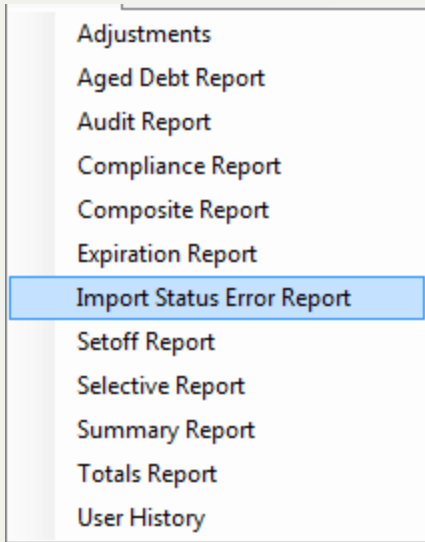 Adjustments
Aged Debt Report
Audit Report
Compliance Report
Composite Report
Expiration Report
Import Status Error Report
Setoff Report
Selective Report
Summary Report
Totals Report
User History